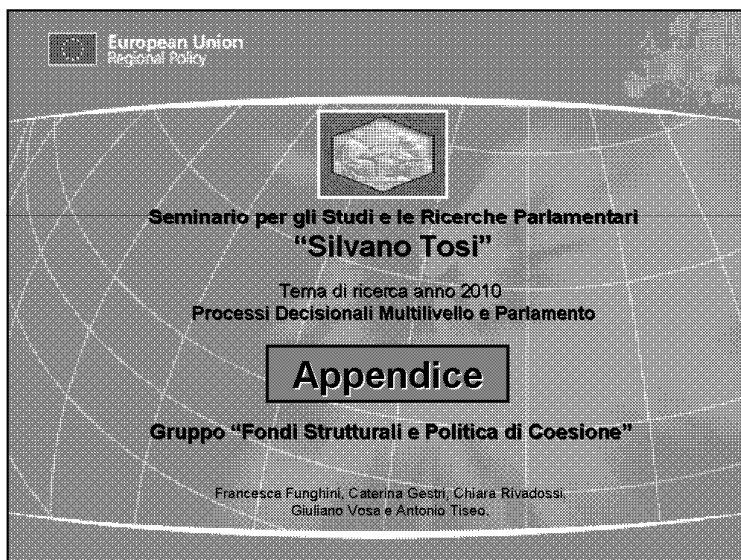 European Union
Regional Policy
Seminario per gli Studi e le Ricerche Parlamentari
“Silvano Tosi”
Tema di ricerca anno 2010
Processi Decisionali Multilivello e Parlamento
Appendice
Gruppo “Fondi Strutturali e Politica di Coesione”
Francesca Funghini, Caterina Gestri, Chiara Rivadossi,
Giuliano Vosa e Antonio Tiseo.